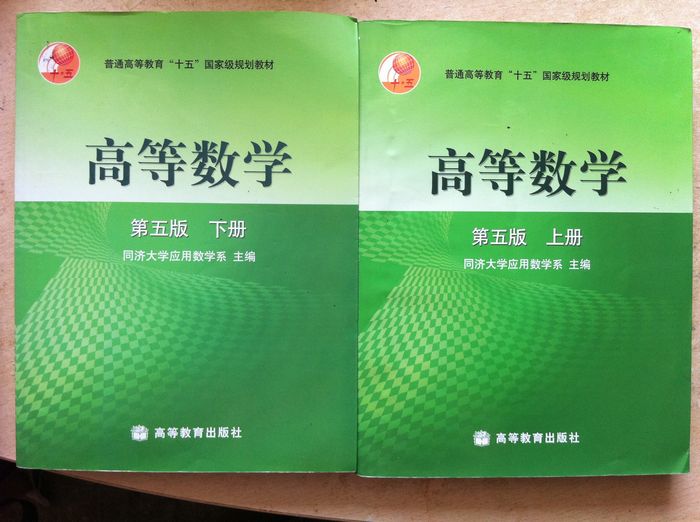 普通高等教育“十五”国家级规划教材
高等数学
第五版 下册
同济大学应用数学系 主编
高等教育出版社
十·五
普通高等教育“十五”国家级规划教材
高等数学
第五版 上册
同济大学应用数学系 主编
高等教育出版社
十·五